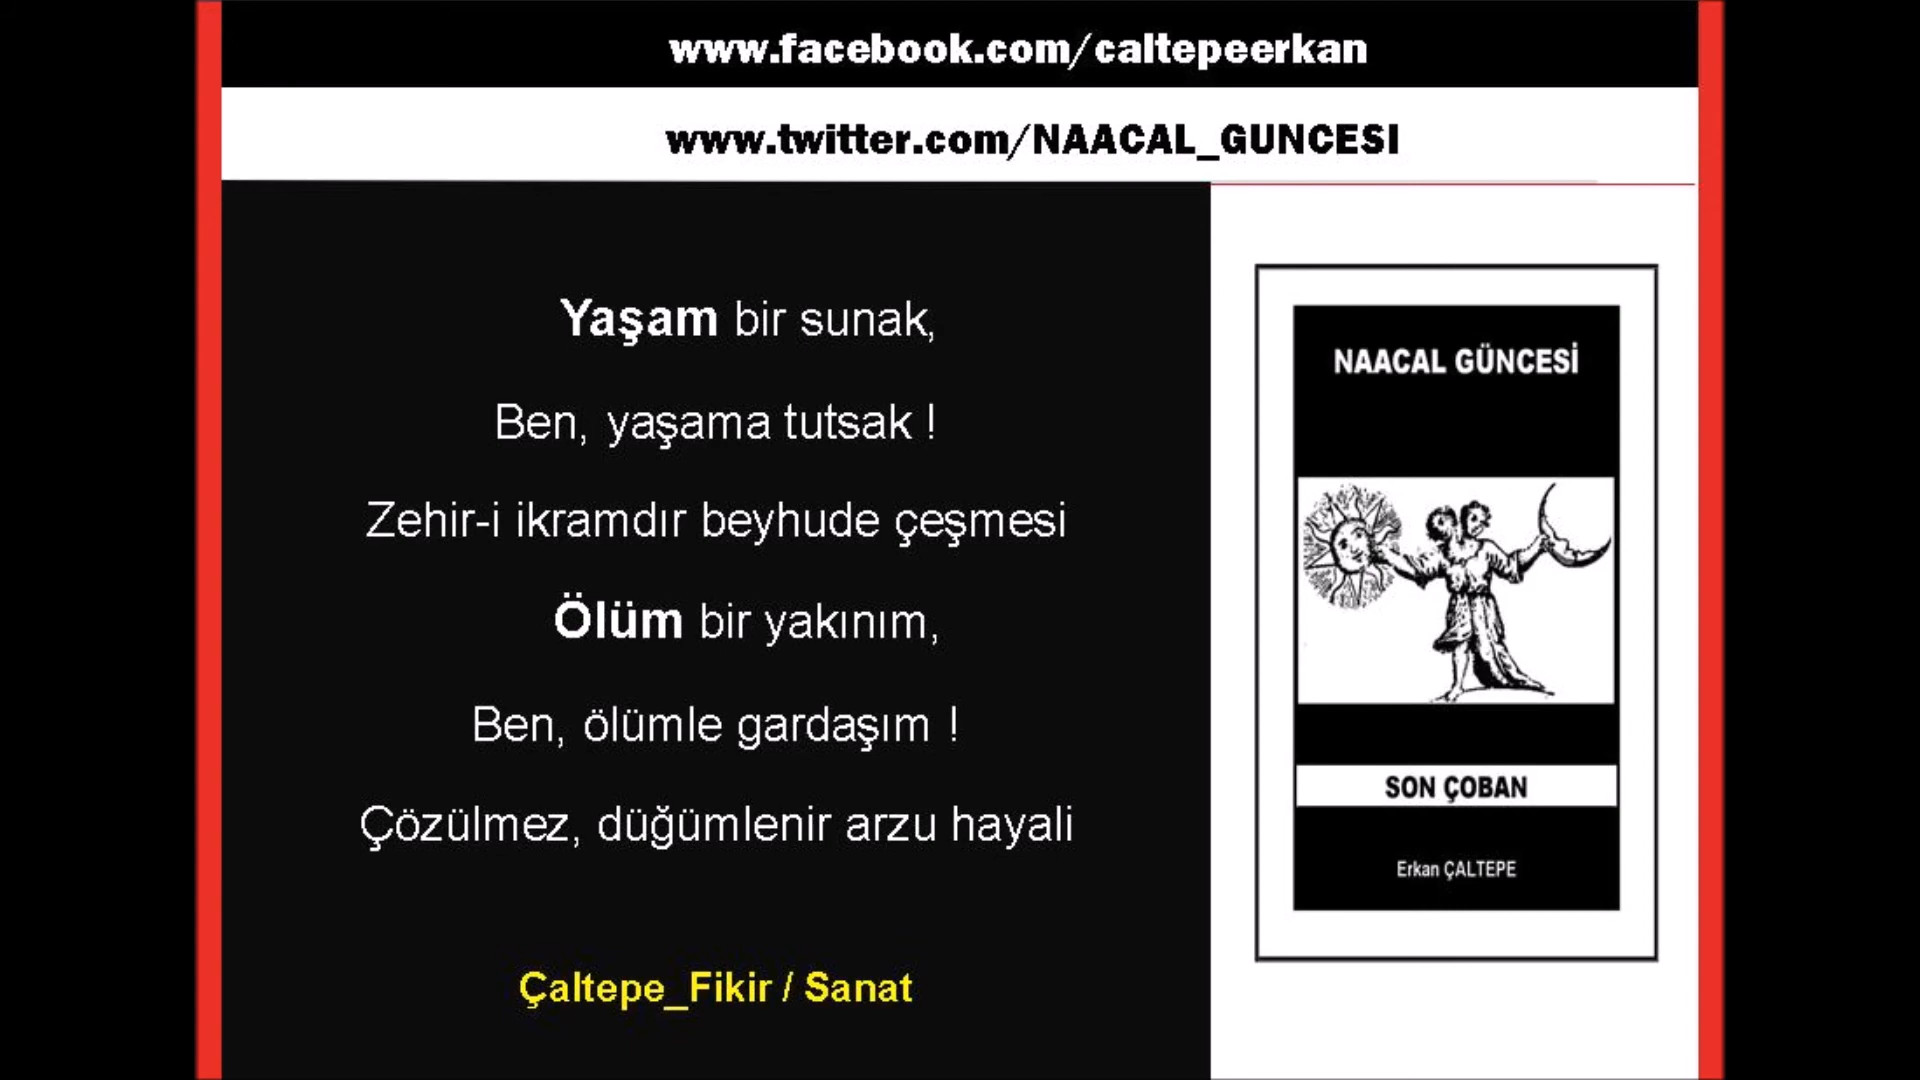 www.facebook.com/caltepeerkan
www.twitter.com/NAACAL_GUNCESI
Yaşam bir sunak,
Ben, yaşama tutsak !
Zehir-i ikramdır beyhude çeşmesi
Ölüm bir yakınım,
Ben, ölümle gardaşım !
Çözülmez, düğümlenir arzu hayali
Çaltepe_Fikir / Sanat
NAACAL GÜNCESİ
SON ÇOBAN
Erkan ÇALTEPE